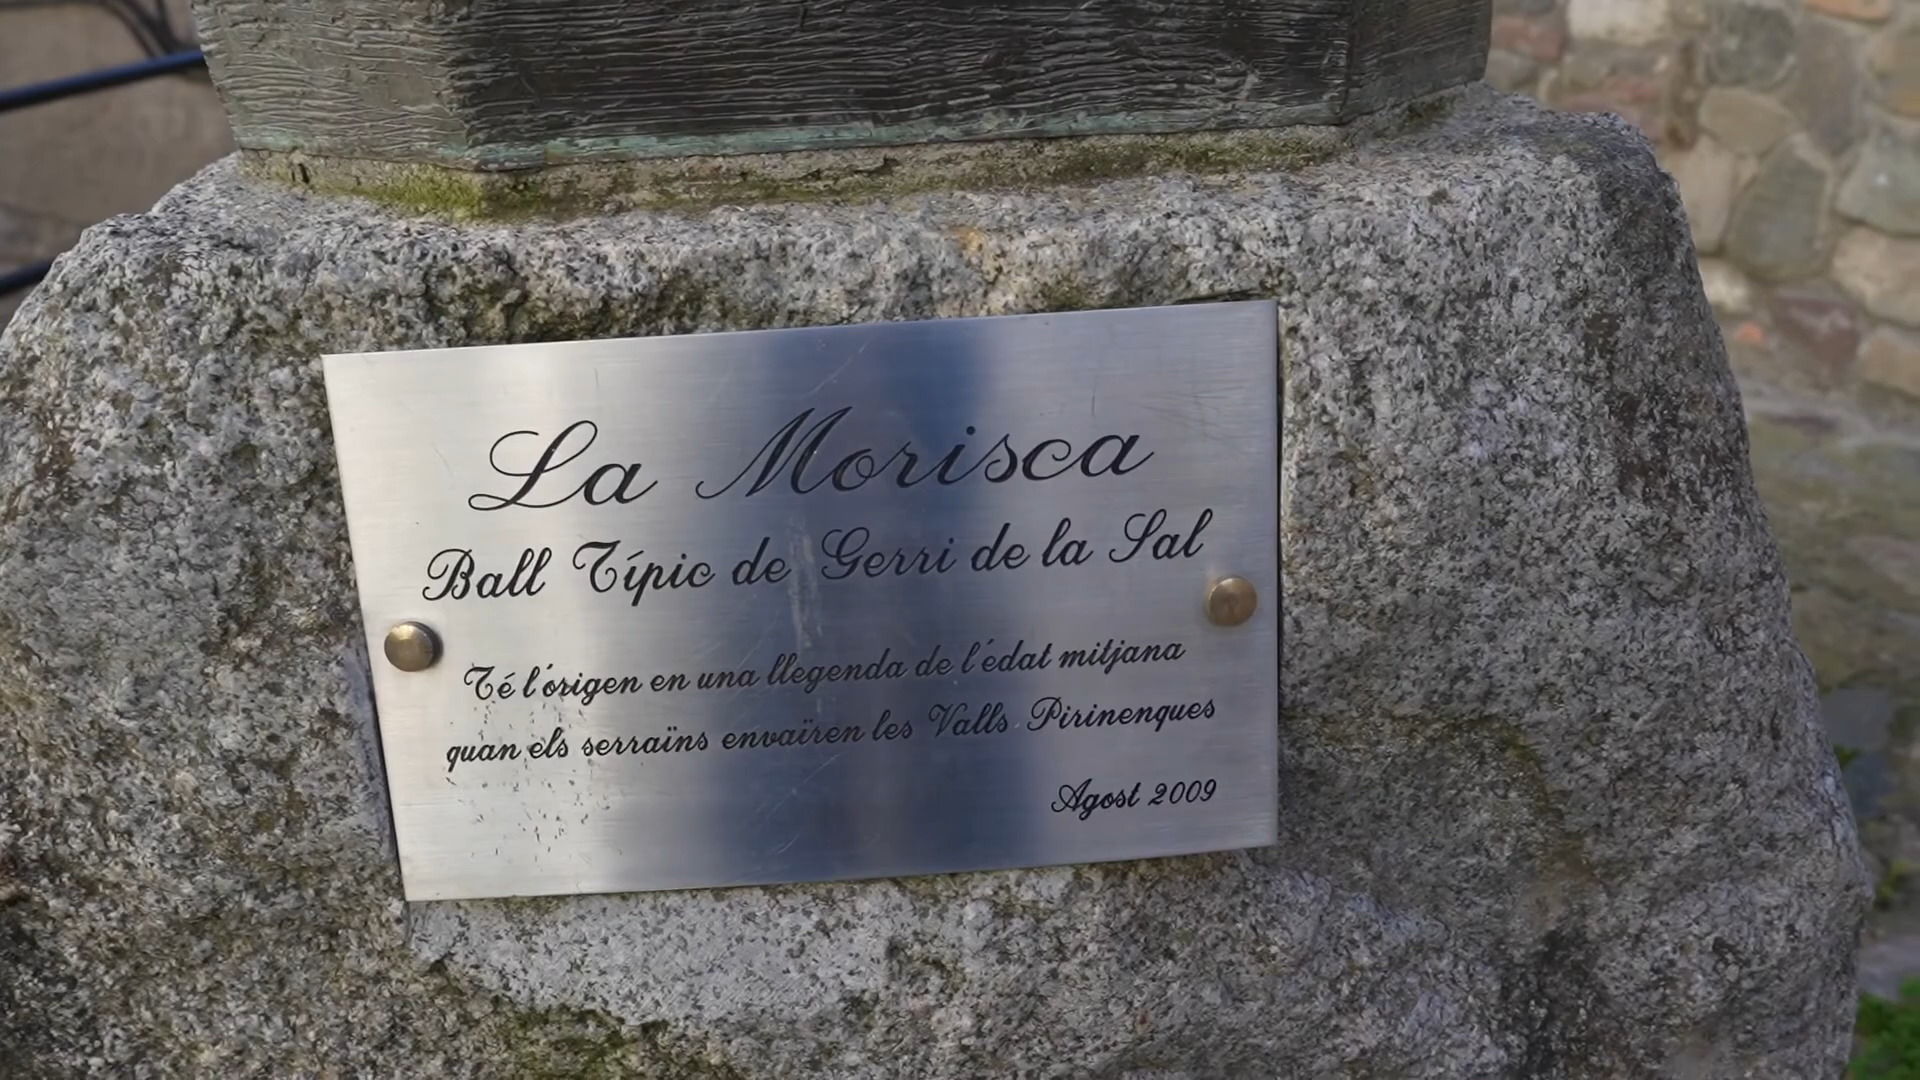 La Morisca
Ball Típic de Gerri de la Sal
Té l'origen en una llegenda de l'édat mitjana
quan els serraïns envaïren les Valls Pirinenques
Agost 2009